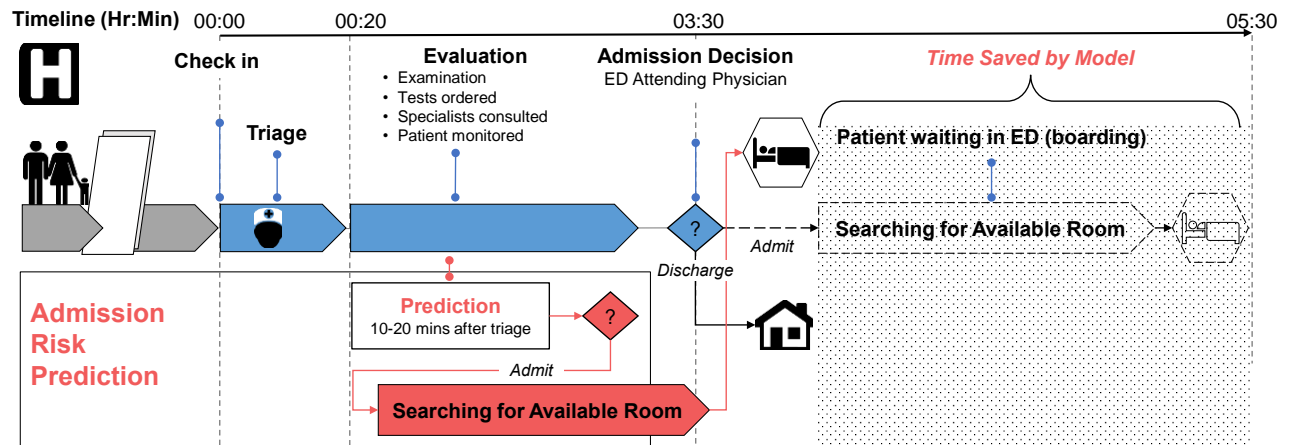 Timeline (Hr:Min) 00:00 00:20 03:30 05:30
H
Check in
Evaluation
• Examination
• Tests ordered
• Specialists consulted
• Patient monitored
Admission Decision
ED Attending Physician
Time Saved by Model
Triage
Patient waiting in ED (boarding)
?
Admit
Searching for Available Room
Discharge
Admission
Risk
Prediction
Prediction
10-20 mins after triage
?
Admit
Searching for Available Room